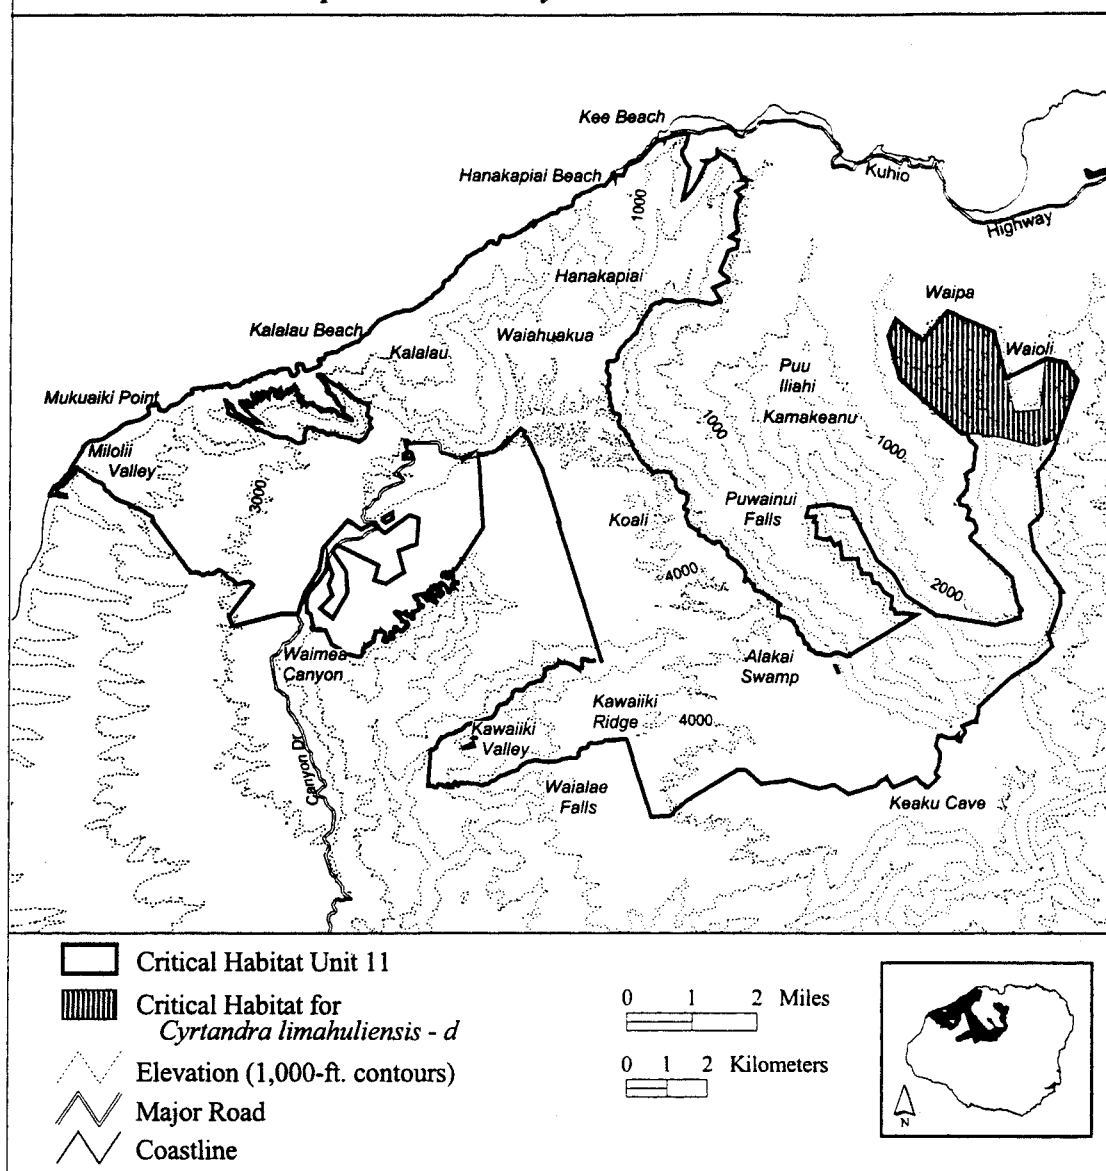 Kee Beach
Hanakapiai Beach
Kuhio
Highway
1000
Hanakapiai
Waipa
Kalalau Beach
Waiahuakua
Kalalau
Waioli
Puu
Iliahi
Mukuaiki Point
Kamakeanu
1000
1000
Milolii
Valley
3000
Puwainui
Falls
Koali
4000
2000
Waimea
Canyon
Alakai
Swamp
Kawaiiki
Ridge
4000
Kawaiiki
Valley
Canyon Dr
Waialae
Falls
Keaku Cave
Critical Habitat Unit 11
Critical Habitat for
Cyrtandra limahuliensis - d
Elevation (1,000-ft. contours)
Major Road
Coastline
0 1 2 Miles
0 1 2 Kilometers
N